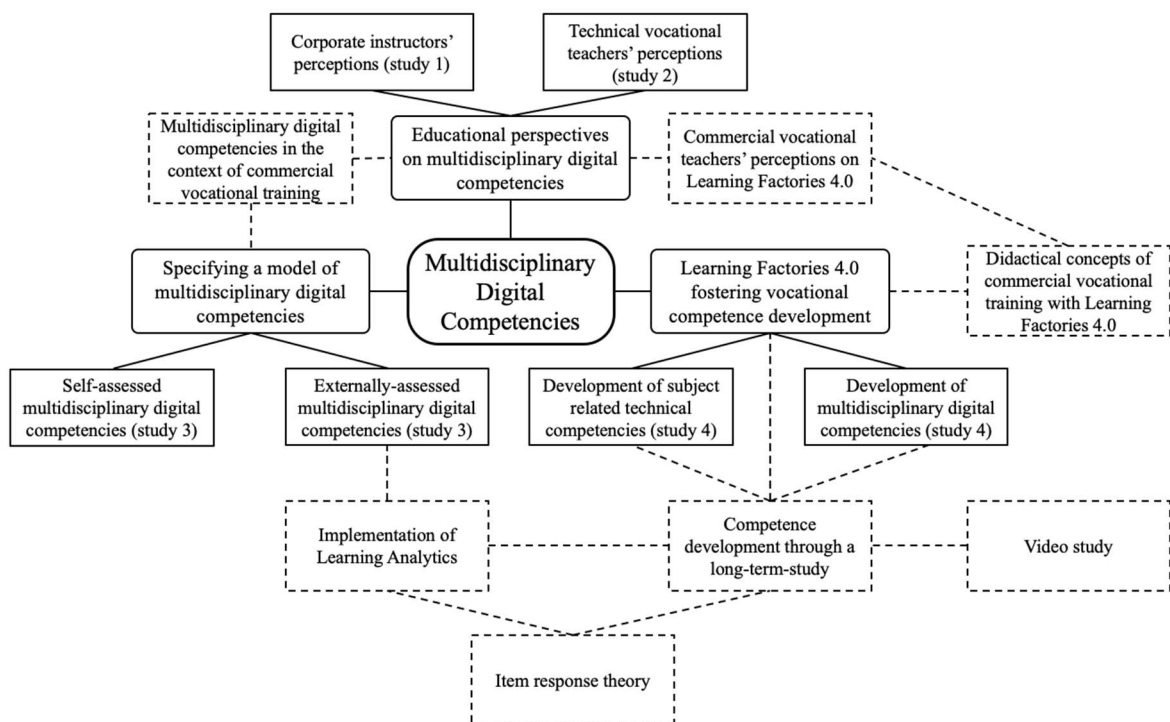 Corporate instructors’
perceptions (study 1)
Technical vocational
teachers’ perceptions
(study 2)
Multidisciplinary digital
competencies in the
context of commercial
vocational training
Educational perspectives
on multidisciplinary digital
competencies
Commercial vocational
teachers’ perceptions on
Learning Factories 4.0
Specifying a model of
multidisciplinary digital
competencies
Multidisciplinary
Digital
Competencies
Learning Factories 4.0
fostering vocational
competence development
Didactical concepts of
commercial vocational
training with Learning
Factories 4.0
Self-assessed
multidisciplinary digital
competencies (study 3)
Externally-assessed
multidisciplinary digital
competencies (study 3)
Development of subject
related technical
competencies (study 4)
Development of
multidisciplinary digital
competencies (study 4)
Implementation of
Learning Analytics
Competence
development through a
long-term-study
Video study
Item response theory